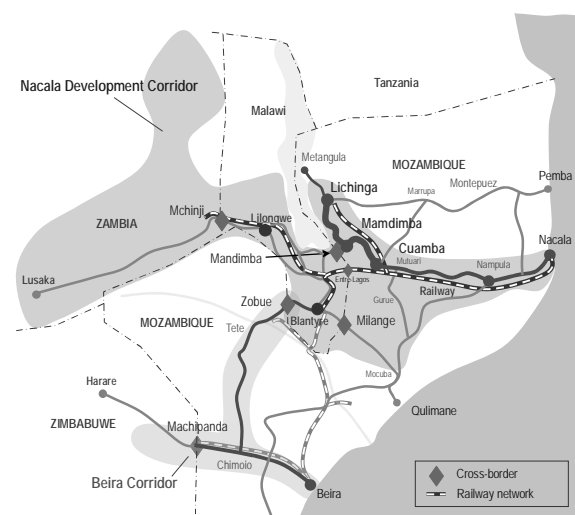 Nacala Development Corridor
Tanzania
Malawi
Metangula
MOZAMBIQUE
Pemba
Lichinga
Marrupa
Montepuez
Mchinji
Lilongwe
Mamdimba
ZAMBIA
Cuamba
Nacala
Mandimba
Mutuari
Nampula
Entre Lagos
Lusaka
Railway
Zobue
Gurue
MOZAMBIQUE
Tete
Blantyre
Milange
Mocuba
Harare
Qulimane
ZIMBABUWE
Machipanda
Chimoio
Beira Corridor
Beira
Cross-border
Railway network